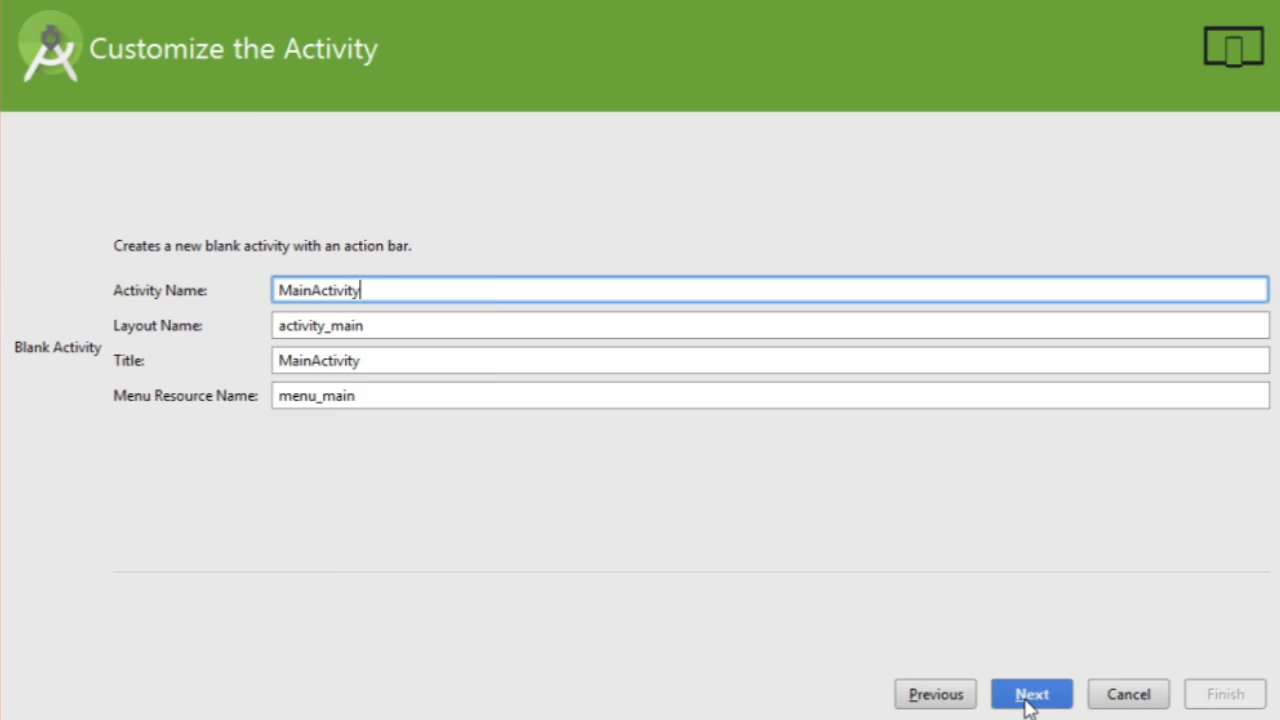 Customize the Activity
Creates a new blank activity with an action bar.
Activity Name: MainActivity
Layout Name: activity_main
Blank Activity
Title: MainActivity
Menu Resource Name: menu_main
Previous Next Cancel Finish